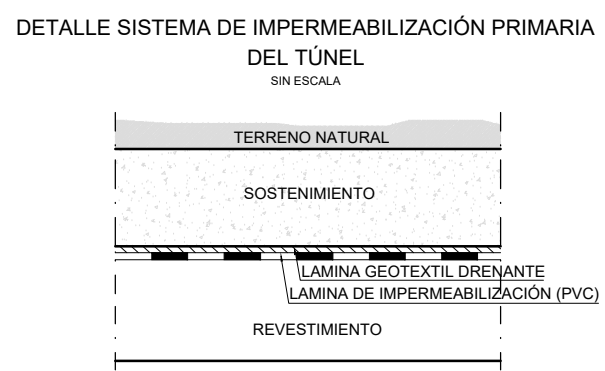 DETALLE SISTEMA DE IMPERMEABILIZACIÓN PRIMARIA
DEL TÚNEL
SIN ESCALA
TERRENO NATURAL
SOSTENIMIENTO
LAMINA GEOTEXTIL DRENANTE
LAMINA DE IMPERMEABILIZACIÓN (PVC)
REVESTIMIENTO